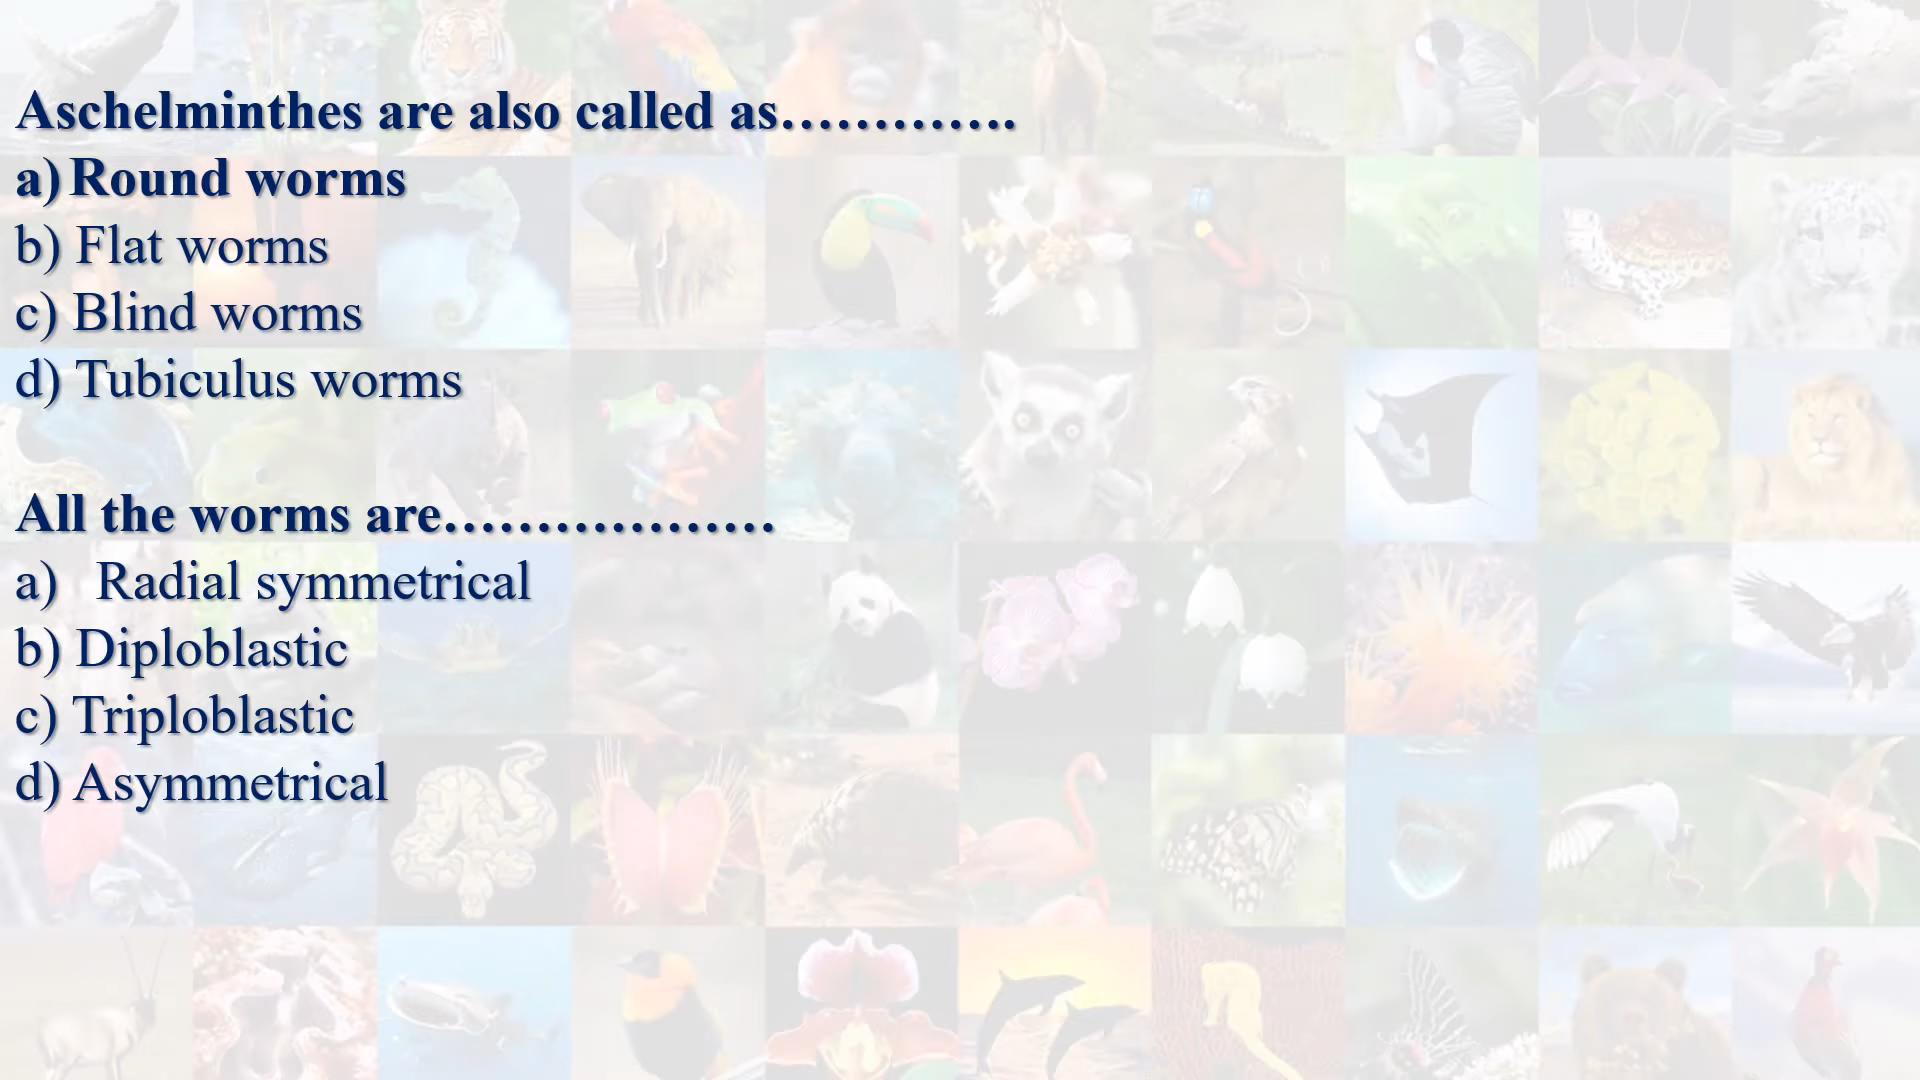 Aschelminthes are also called as………….
a) Round worms
b) Flat worms
c) Blind worms
d) Tubiculus worms
All the worms are………………
a) Radial symmetrical
b) Diploblastic
c) Triploblastic
d) Asymmetrical